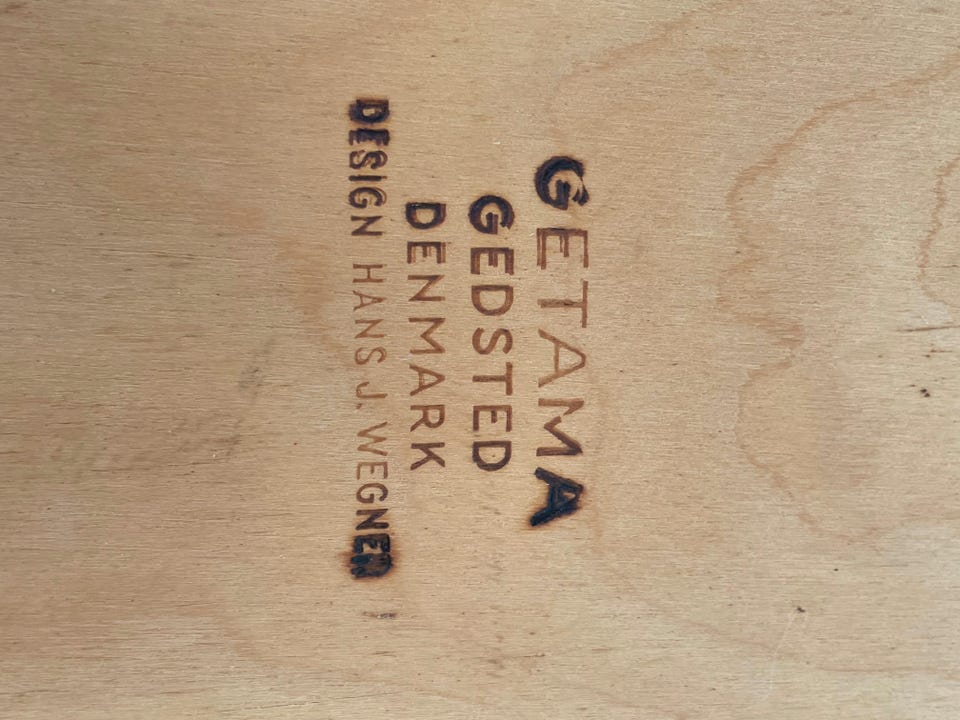 GETAMA
GEDSTED
DENMARK
DESIGN HANS J. WEGNER